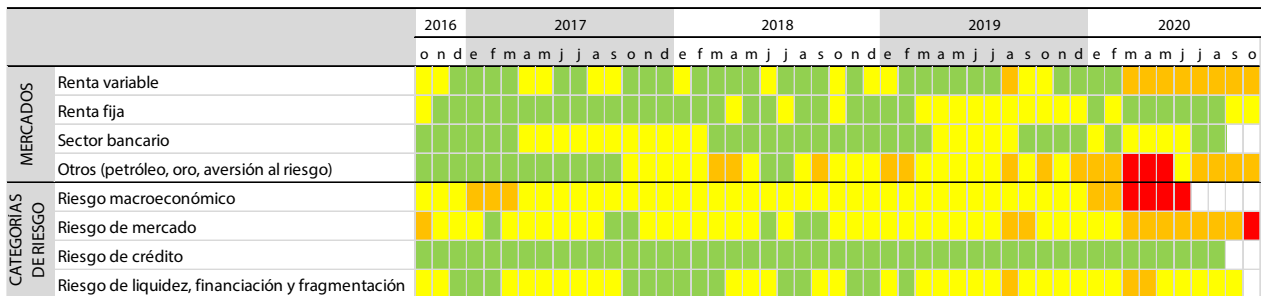 2016 2017 2018 2019 2020
o n d e f m a m j j a s o n d e f m a m j j a s o n d e f m a m j j a s o n d e f m a m j j a s o
MERCADOS
Renta variable
Renta fija
Sector bancario
Otros (petróleo, oro, aversión al riesgo)
CATEGORÍAS
DE RIESGO
Riesgo macroeconómico
Riesgo de mercado
Riesgo de crédito
Riesgo de liquidez, financiación y fragmentación